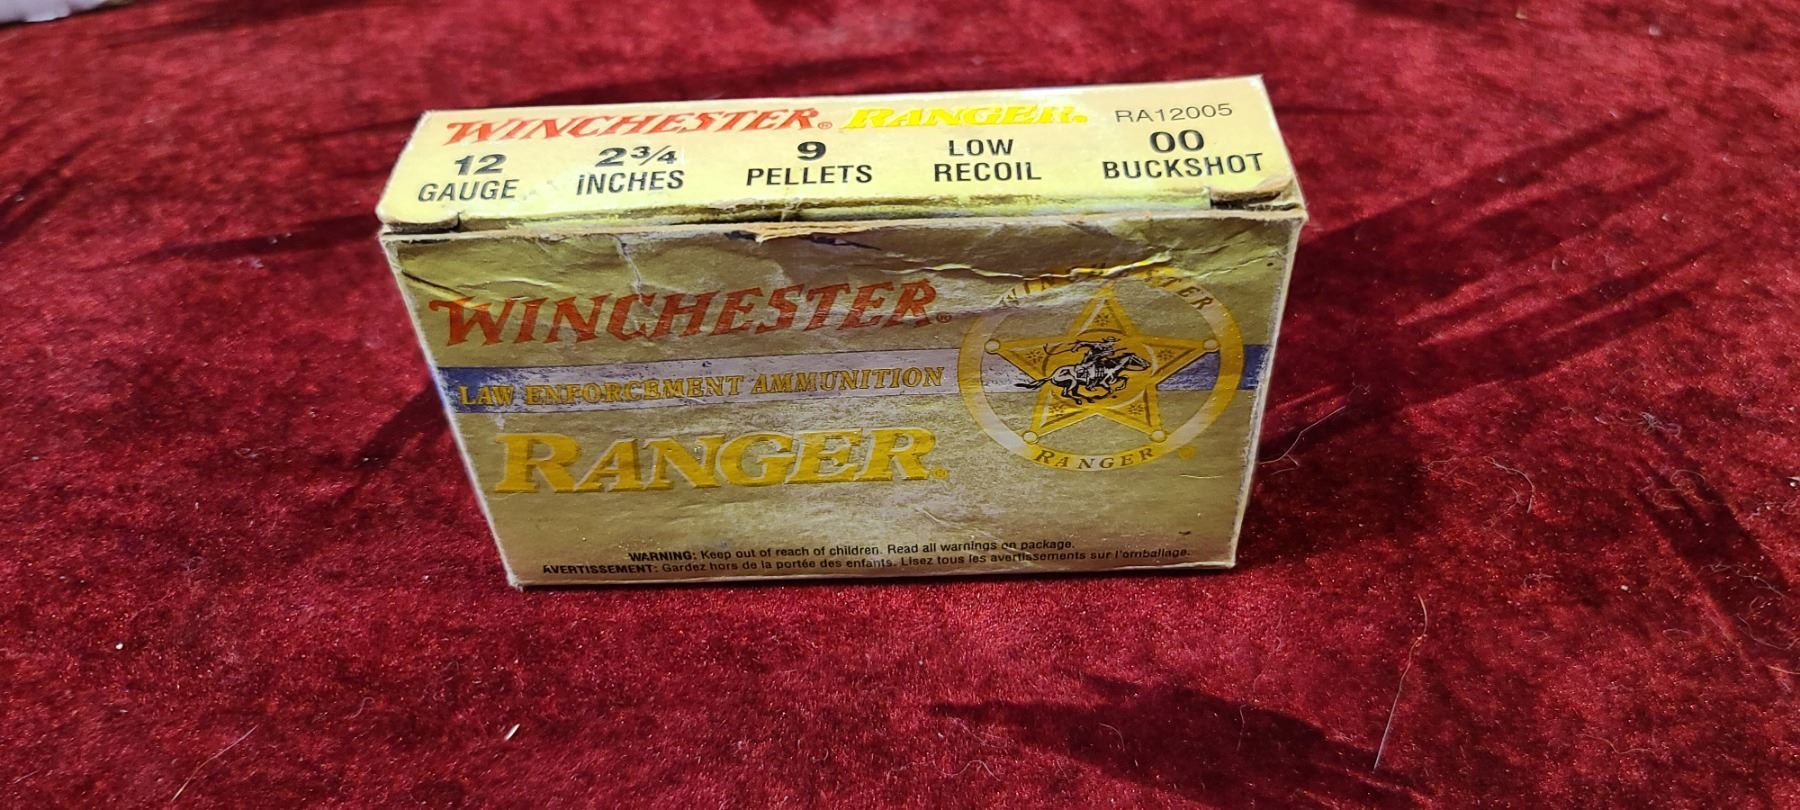 WINCHESTER® RANGER® RA12005
12 2¾ 9 LOW 00
GAUGE INCHES PELLETS RECOIL BUCKSHOT
WINCHESTER®
LAW ENFORCEMENT AMMUNITION
RANGER®
WINCHESTER
RANGER
WARNING: Keep out of reach of children. Read all warnings on package.
AVERTISSEMENT: Gardez hors de la portée des enfants. Lisez tous les avertissements sur l'emballage.